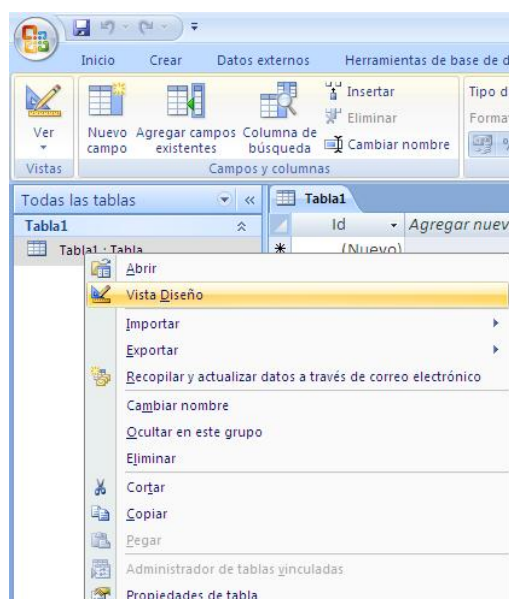 Inicio Crear Datos externos Herramientas de base de d
Ver
Nuevo campo
Agregar campos existentes
Columna de búsqueda
Insertar
Eliminar
Cambiar nombre
Tipo d
Forma
Vistas
Campos y columnas
Todas las tablas
Tabla1
Tabla1
Id Agregar nuev
Tabla1 : Tabla
(Nuevo)
Abrir
Vista Diseño
Importar
Exportar
Recopilar y actualizar datos a través de correo electrónico
Cambiar nombre
Ocultar en este grupo
Eliminar
Cortar
Copiar
Pegar
Administrador de tablas vinculadas
Propiedades de tabla